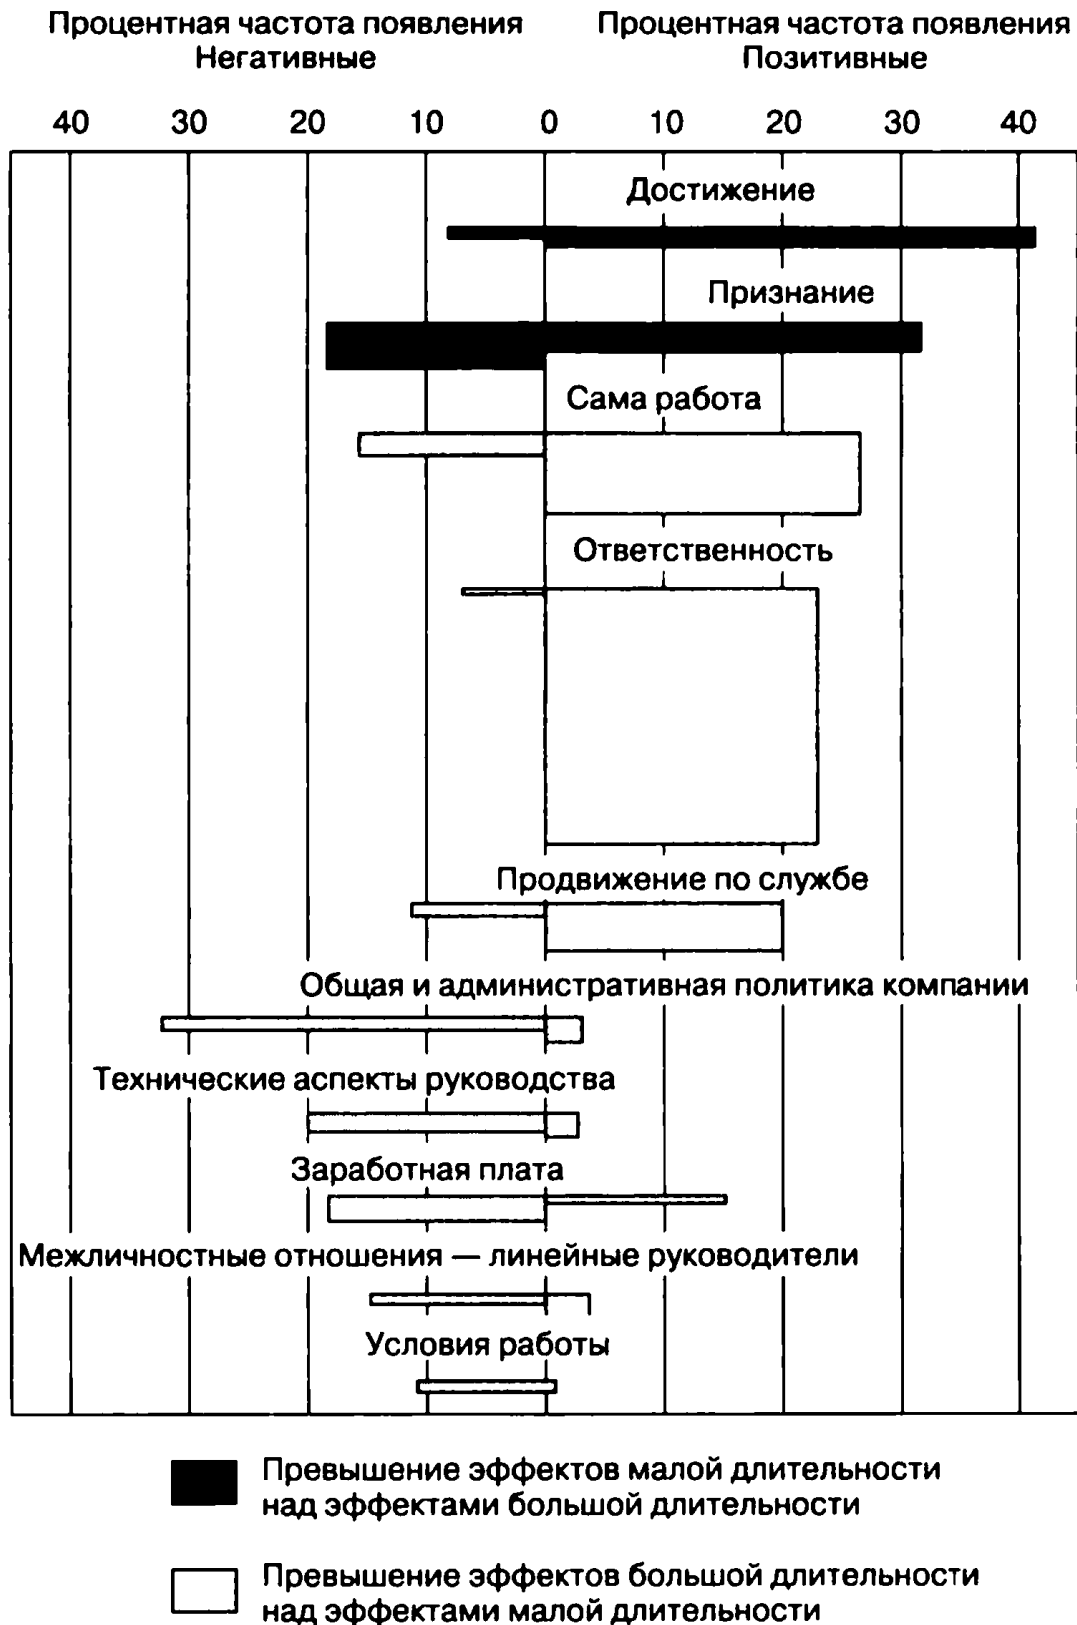 Процентная частота появления
Негативные
Процентная частота появления
Позитивные
40 30 20 10 0 10 20 30 40
Достижение
Признание
Сама работа
Ответственность
Продвижение по службе
Общая и административная политика компании
Технические аспекты руководства
Заработная плата
Межличностные отношения — линейные руководители
Условия работы
Превышение эффектов малой длительности
над эффектами большой длительности
Превышение эффектов большой длительности
над эффектами малой длительности